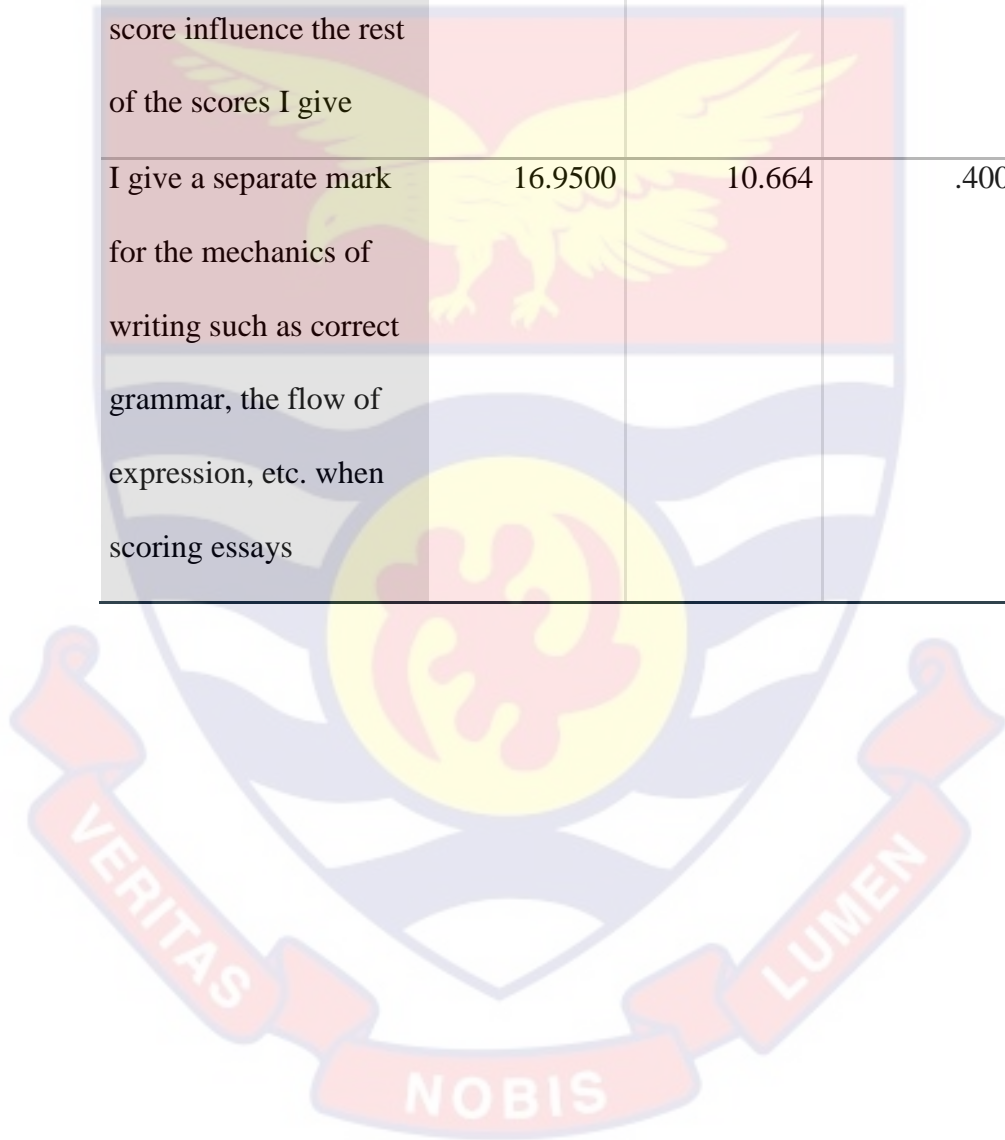 score influence the rest
of the scores I give
I give a separate mark 16.9500 10.664 .400
for the mechanics of
writing such as correct
grammar, the flow of
expression, etc. when
scoring essays
VERITAS
NOBIS
LUMEN